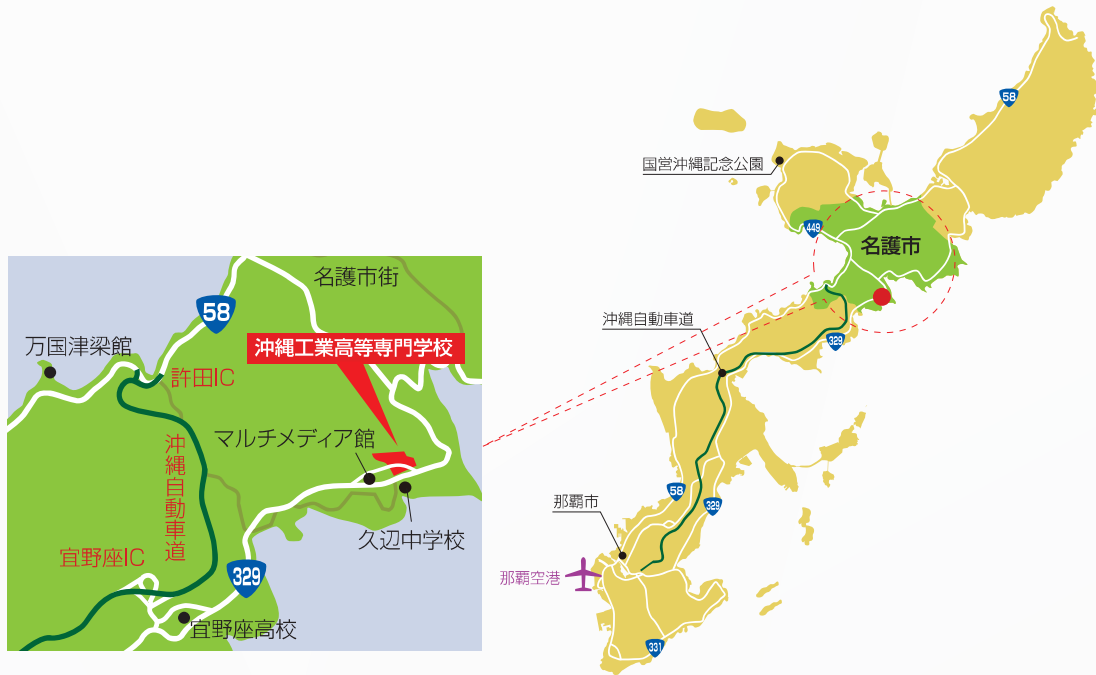 58
国営沖縄記念公園
449
名護市
沖縄自動車道
329
58
329
那覇市
那覇空港
331
名護市街
58
万国津梁館
沖縄工業高等専門学校
許田IC
マルチメディア館
沖縄自動車道
久辺中学校
宜野座IC
329
宜野座高校